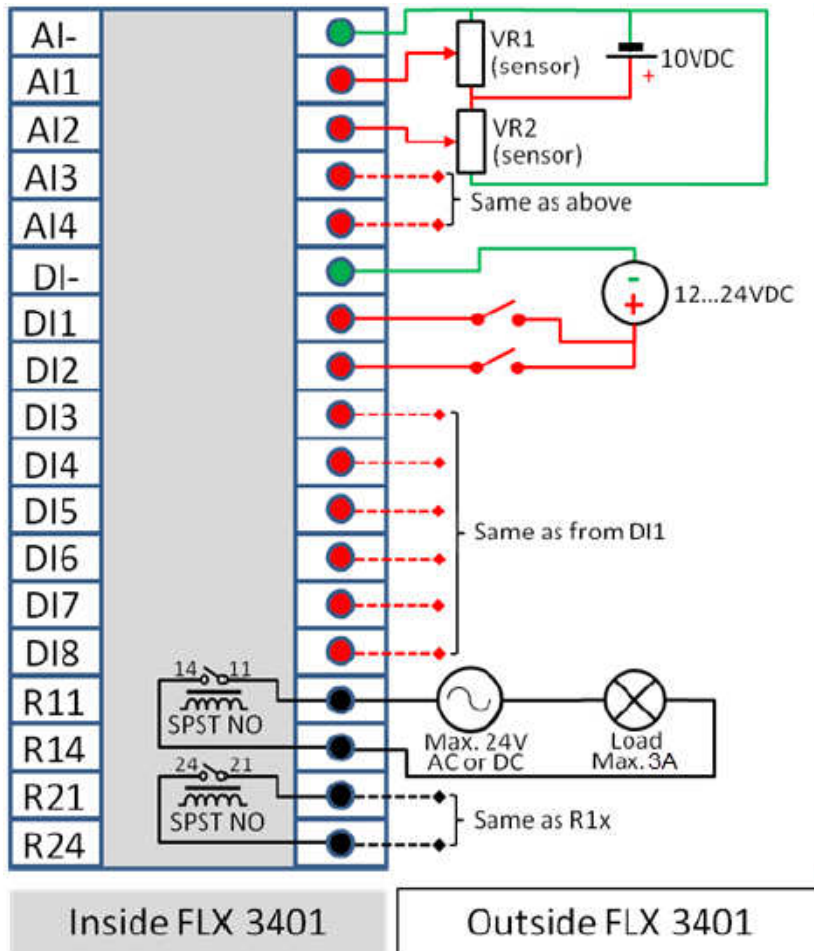 AI-
VR1
(sensor)
10VDC
+
AI1
AI2
VR2
(sensor)
AI3
Same as above
AI4
DI-
-
+
12...24VDC
DI1
DI2
DI3
DI4
DI5
Same as from DI1
DI6
DI7
DI8
14 11
R11
SPST NO
Max. 24V
AC or DC
Load
Max. 3A
R14
24 21
R21
SPST NO
Same as R1x
R24
Inside FLX 3401
Outside FLX 3401